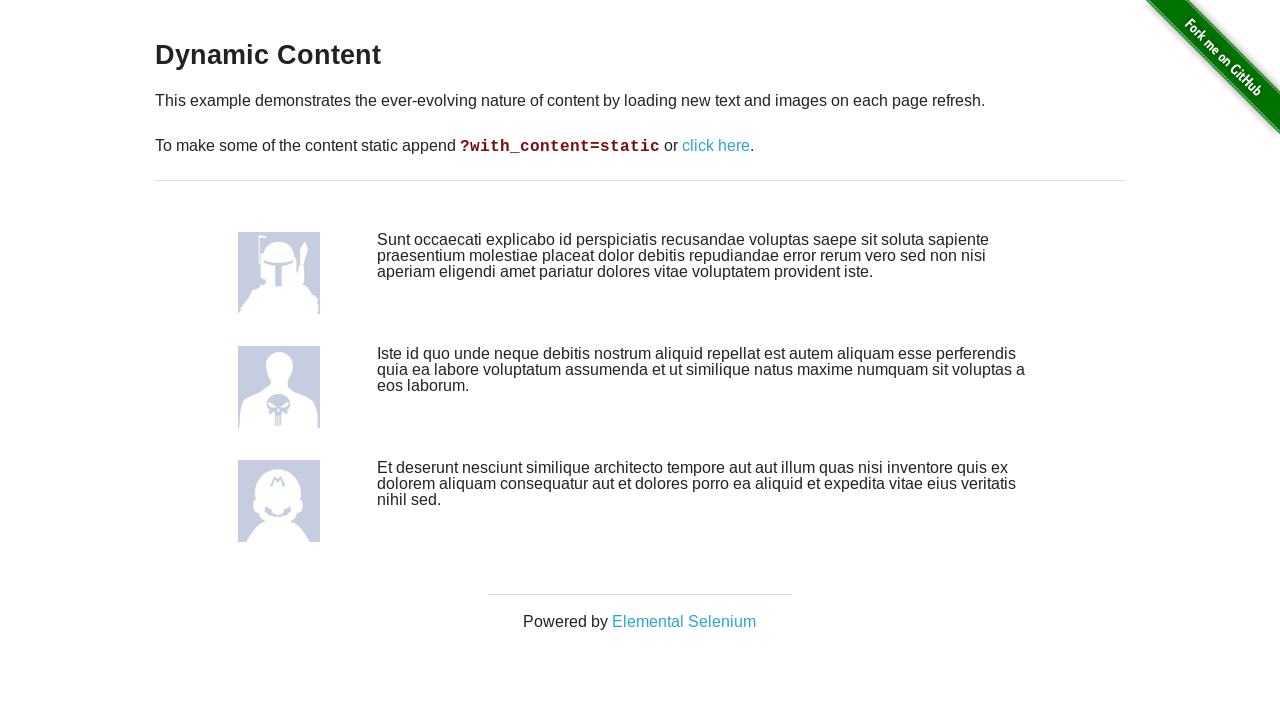 Fork me on GitHub
Dynamic Content
This example demonstrates the ever-evolving nature of content by loading new text and images on each page refresh.
To make some of the content static append ?with_content=static or click here.
Sunt occaecati explicabo id perspiciatis recusandae voluptas saepe sit soluta sapiente
praesentium molestiae placeat dolor debitis repudiandae error rerum vero sed non nisi
aperiam eligendi amet pariatur dolores vitae voluptatem provident iste.
Iste id quo unde neque debitis nostrum aliquid repellat est autem aliquam esse perferendis
quia ea labore voluptatum assumenda et ut similique natus maxime numquam sit voluptas a
eos laborum.
Et deserunt nesciunt similique architecto tempore aut aut illum quas nisi inventore quis ex
dolorem aliquam consequatur aut et dolores porro ea aliquid et expedita vitae eius veritatis
nihil sed.
Powered by Elemental Selenium